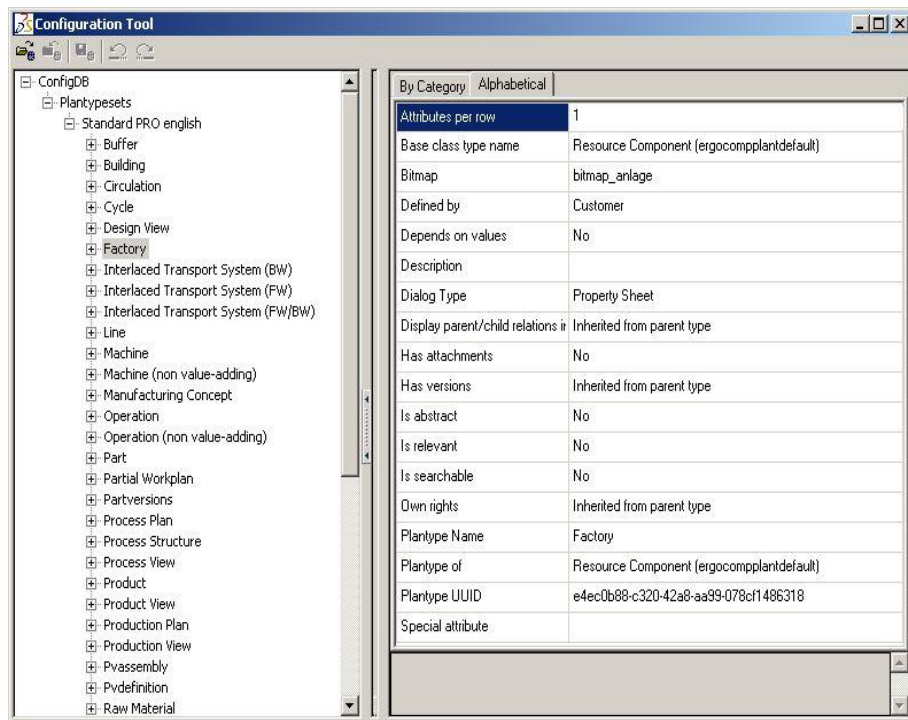 Configuration Tool
ConfigDB
Plantypesets
Standard PRO english
Buffer
Building
Circulation
Cycle
Design View
Factory
Interlaced Transport System (BW)
Interlaced Transport System (FW)
Interlaced Transport System (FW/BW)
Line
Machine
Machine (non value-adding)
Manufacturing Concept
Operation
Operation (non value-adding)
Part
Partial Workplan
Partversions
Process Plan
Process Structure
Process View
Product
Product View
Production Plan
Production View
Pvassembly
Pvdefinition
Raw Material
By Category Alphabetical
Attributes per row 1
Base class type name Resource Component (ergocompplantdefault)
Bitmap bitmap_anlage
Defined by Customer
Depends on values No
Description
Dialog Type Property Sheet
Display parent/child relations ir Inherited from parent type
Has attachments No
Has versions Inherited from parent type
Is abstract No
Is relevant No
Is searchable No
Own rights Inherited from parent type
Plantype Name Factory
Plantype of Resource Component (ergocompplantdefault)
Plantype UUID e4ec0b88-c320-42a8-aa99-078cf1486318
Special attribute